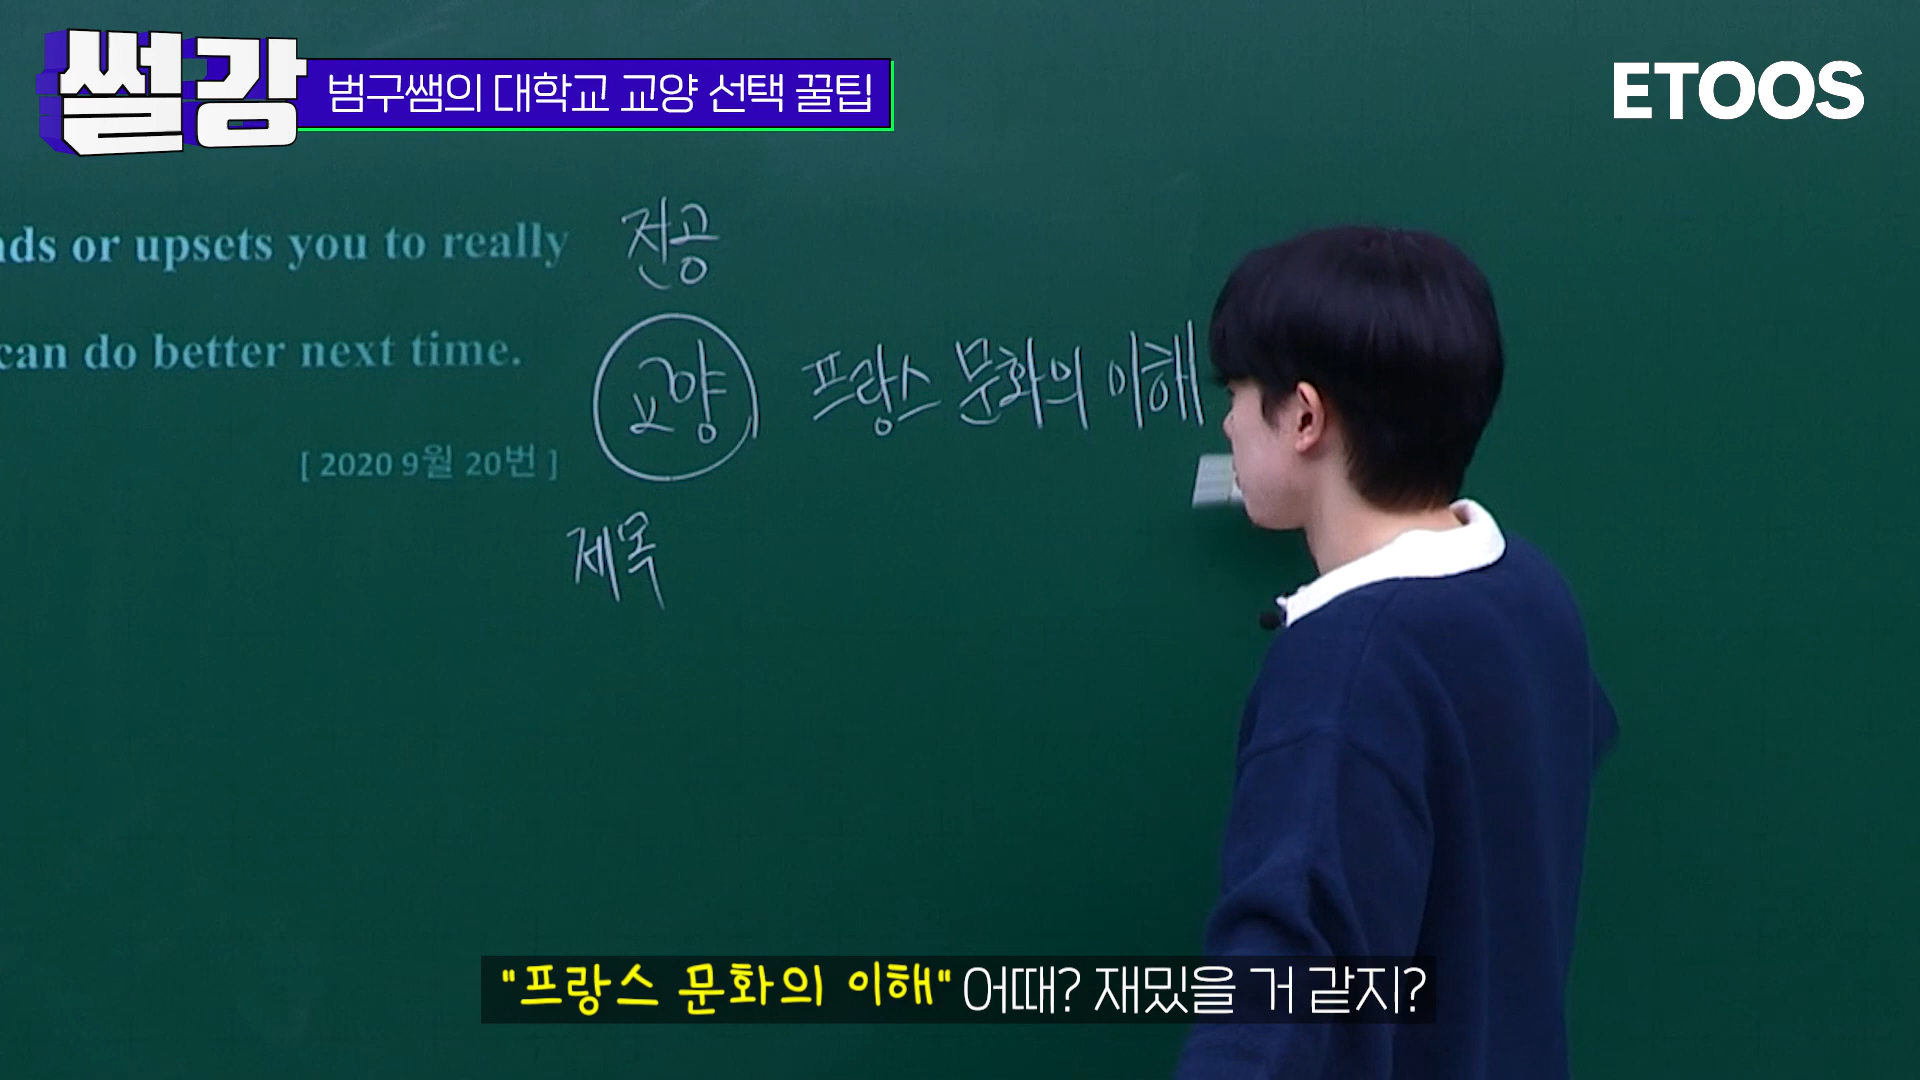 썰강
범구쌤의 대학교 교양 선택 꿀팁
ETOOS
nds or upsets you to really
can do better next time.
[ 2020 9월 20번 ]
전공
교양 프랑스 문화의 이해
제목
"프랑스 문화의 이해" 어때? 재밌을 거 같지?